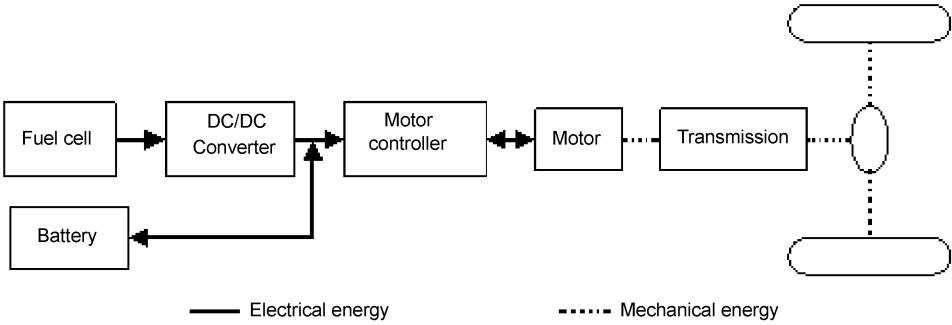 Fuel cell
DC/DC
Converter
Motor
controller
Motor
Transmission
Battery
Electrical energy
Mechanical energy